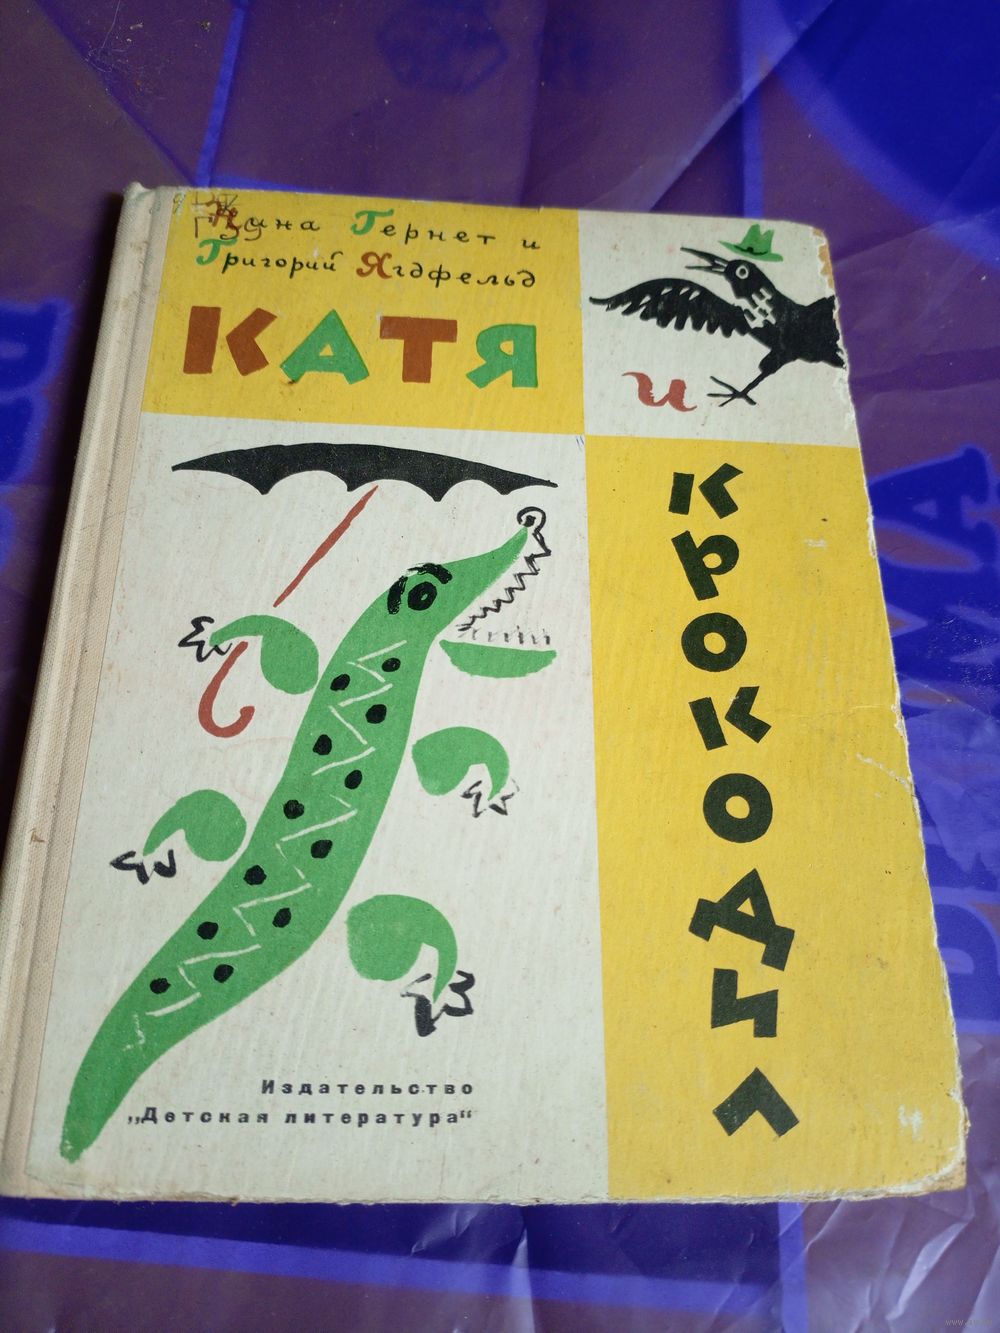 Нина Гернет и
Григорий Ягдфельд
КАТЯ
и
КРОКОДИЛ
Издательство
„Детская литература“